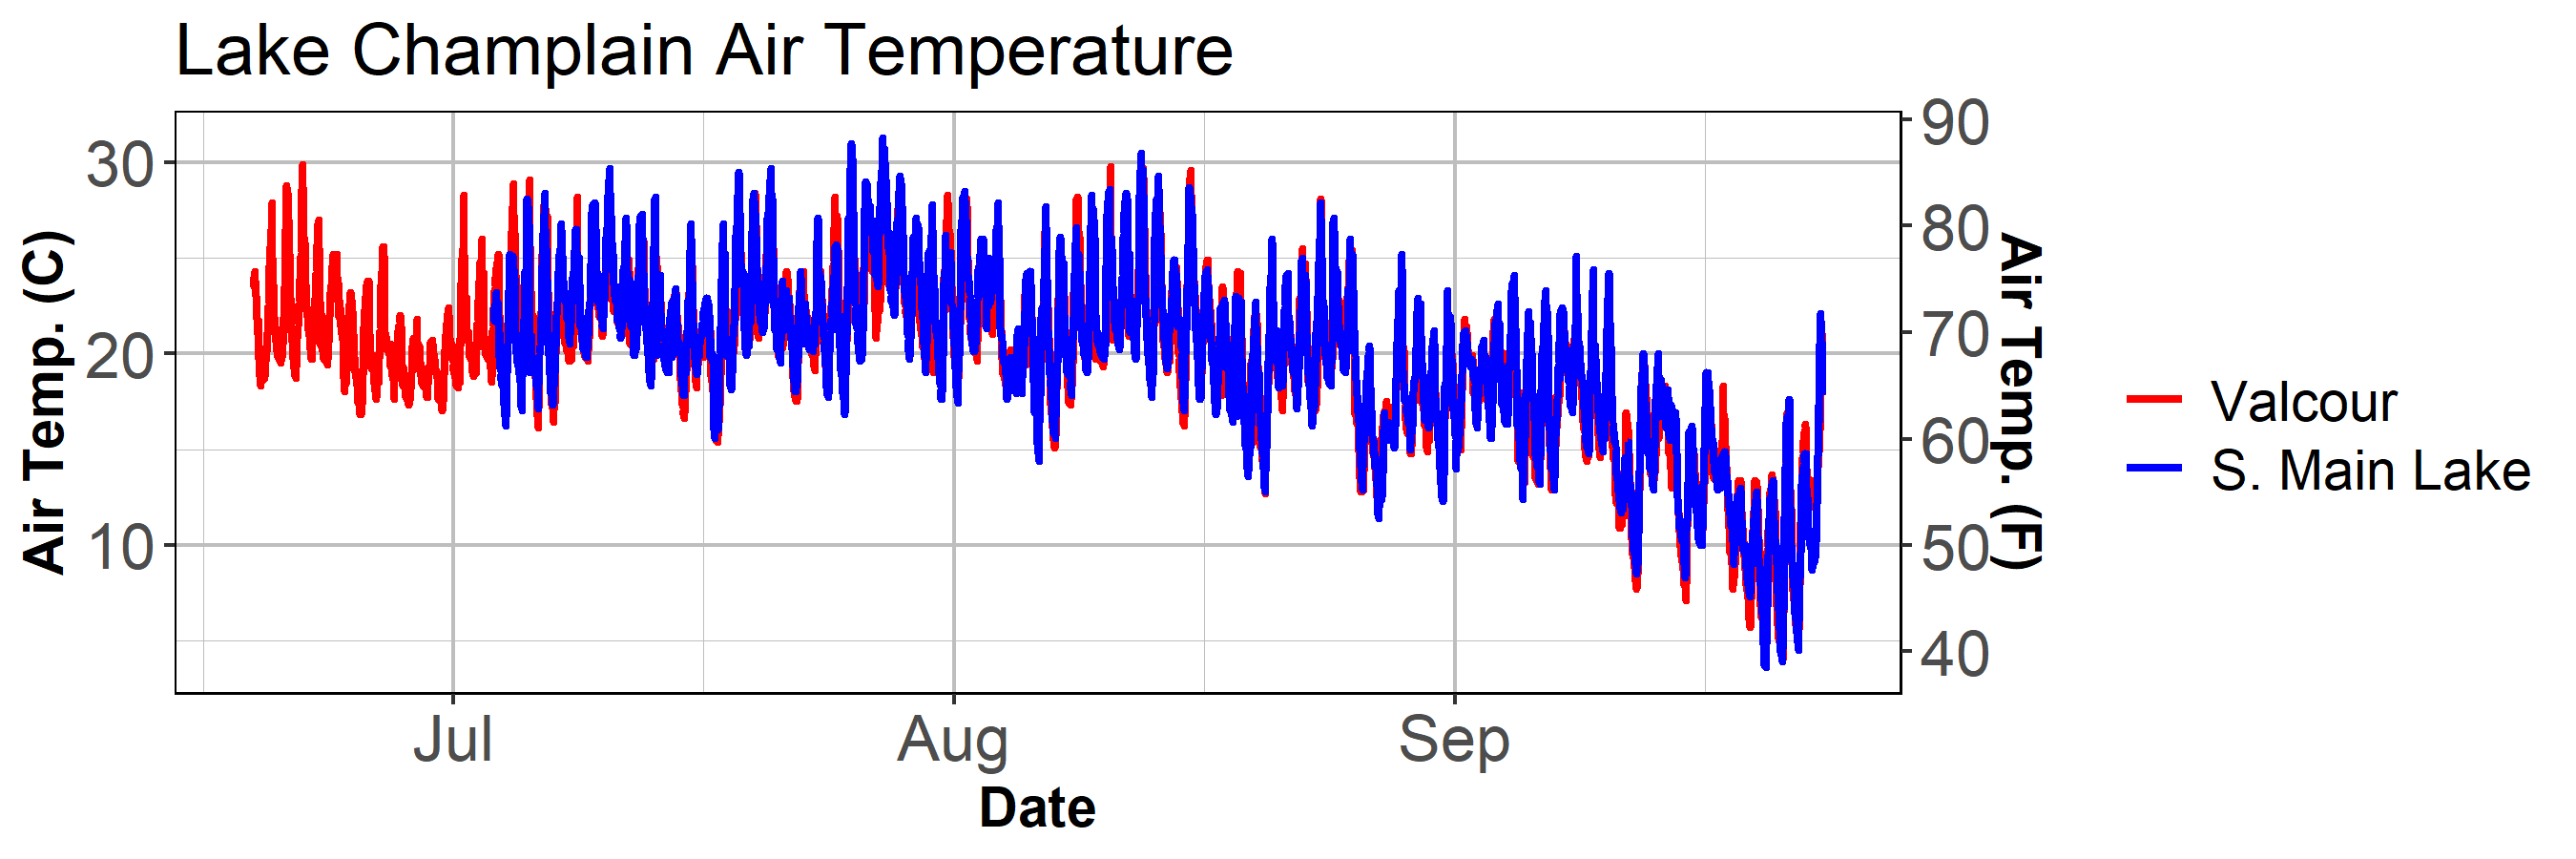 Lake Champlain Air Temperature
Air Temp. (C)
30
20
10
90
80
70
60
50
40
Air Temp. (F)
Jul
Aug
Sep
Date
Valcour
S. Main Lake